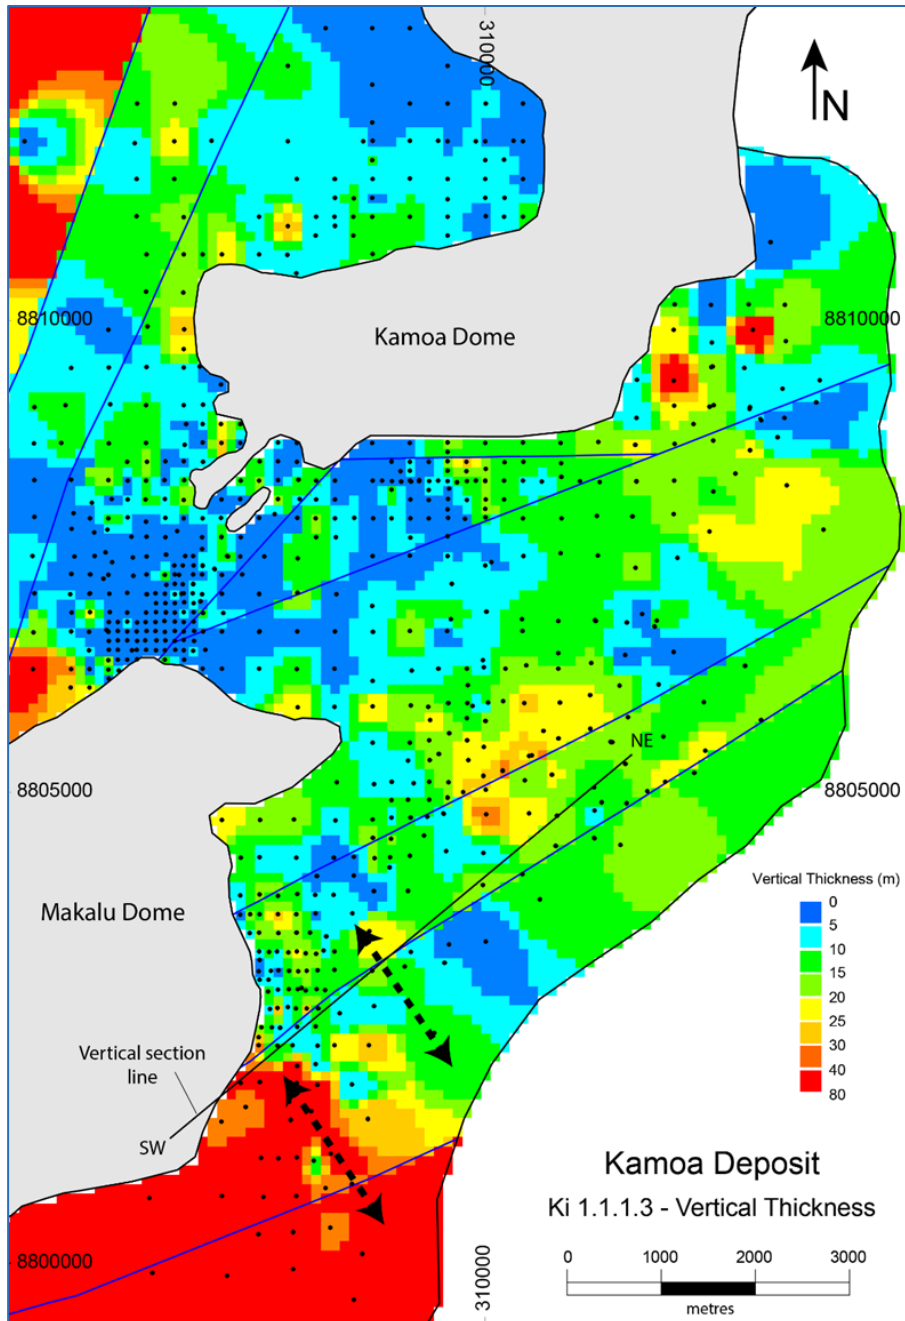 310000
N
8810000
8810000
Kamoa Dome
NE
8805000
8805000
Vertical Thickness (m)
0
5
10
15
20
25
30
40
80
Makalu Dome
Vertical section
line
SW
Kamoa Deposit
Ki 1.1.1.3 - Vertical Thickness
8800000
310000
0 1000 2000 3000
metres